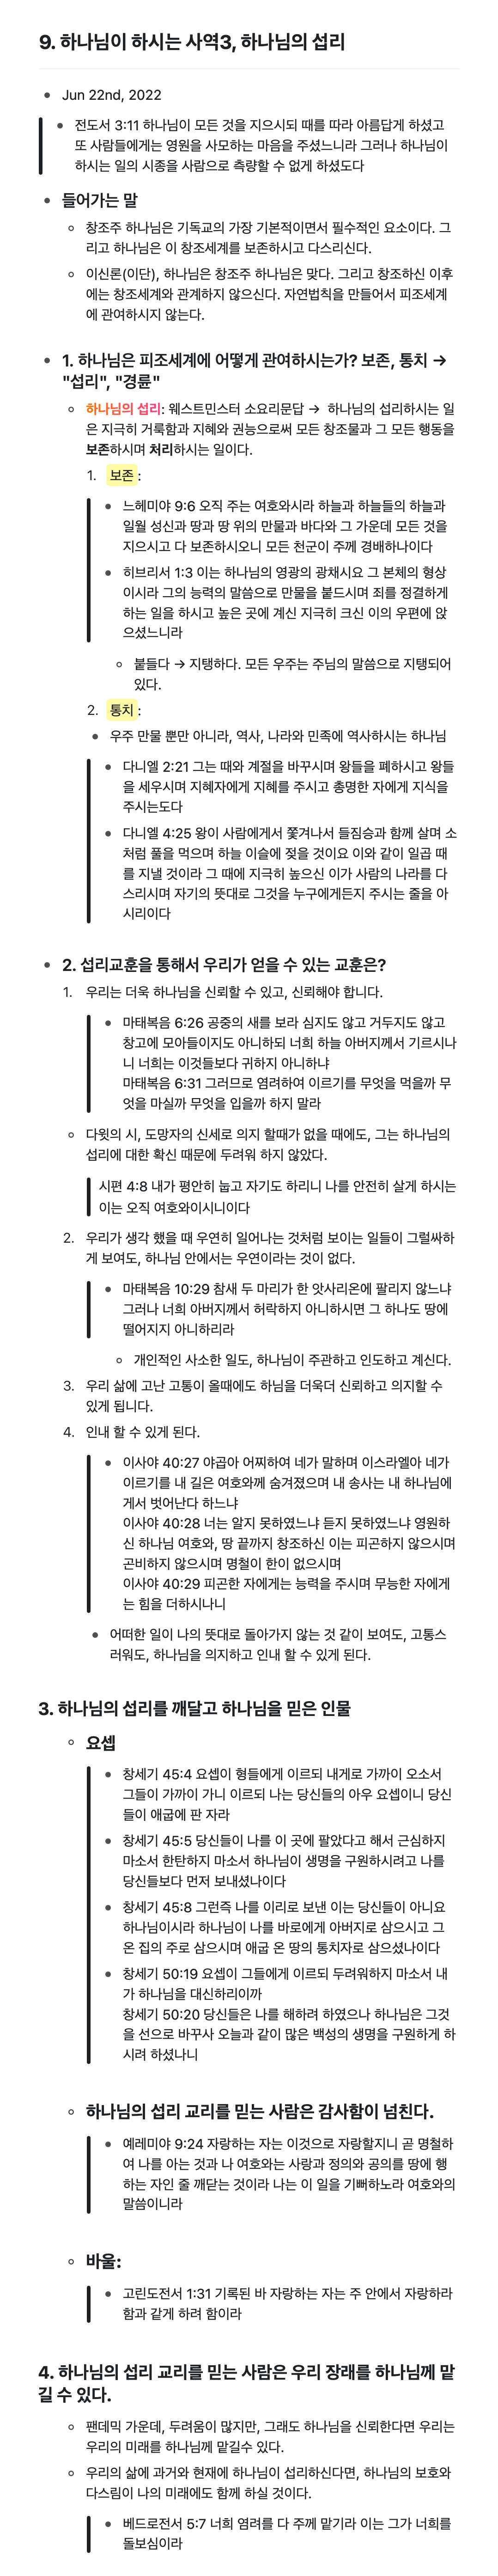 9. 하나님이 하시는 사역3, 하나님의 섭리
Jun 22nd, 2022
전도서 3:11 하나님이 모든 것을 지으시되 때를 따라 아름답게 하셨고
또 사람들에게는 영원을 사모하는 마음을 주셨느니라 그러나 하나님이
하시는 일의 시종을 사람으로 측량할 수 없게 하셨도다
들어가는 말
창조주 하나님은 기독교의 가장 기본적이면서 필수적인 요소이다. 그
리고 하나님은 이 창조세계를 보존하시고 다스리신다.
이신론(이단), 하나님은 창조주 하나님은 맞다. 그리고 창조하신 이후
에는 창조세계와 관계하지 않으신다. 자연법칙을 만들어서 피조세계
에 관여하시지 않는다.
1. 하나님은 피조세계에 어떻게 관여하시는가? 보존, 통치 →
"섭리", "경륜"
하나님의 섭리: 웨스트민스터 소요리문답 → 하나님의 섭리하시는 일
은 지극히 거룩함과 지혜와 권능으로써 모든 창조물과 그 모든 행동을
보존하시며 처리하시는 일이다.
1. 보존:
느헤미야 9:6 오직 주는 여호와시라 하늘과 하늘들의 하늘과
일월 성신과 땅과 땅 위의 만물과 바다와 그 가운데 모든 것을
지으시고 다 보존하시오니 모든 천군이 주께 경배하나이다
히브리서 1:3 이는 하나님의 영광의 광채시요 그 본체의 형상
이시라 그의 능력의 말씀으로 만물을 붙드시며 죄를 정결하게
하는 일을 하시고 높은 곳에 계신 지극히 크신 이의 우편에 앉
으셨느니라
붙들다 → 지탱하다. 모든 우주는 주님의 말씀으로 지탱되어
있다.
2. 통치:
우주 만물 뿐만 아니라, 역사, 나라와 민족에 역사하시는 하나님
다니엘 2:21 그는 때와 계절을 바꾸시며 왕들을 폐하시고 왕들
을 세우시며 지혜자에게 지혜를 주시고 총명한 자에게 지식을
주시는도다
다니엘 4:25 왕이 사람에게서 쫓겨나서 들짐승과 함께 살며 소
처럼 풀을 먹으며 하늘 이슬에 젖을 것이요 이와 같이 일곱 때
를 지낼 것이라 그 때에 지극히 높으신 이가 사람의 나라를 다
스리시며 자기의 뜻대로 그것을 누구에게든지 주시는 줄을 아
시리이다
2. 섭리교훈을 통해서 우리가 얻을 수 있는 교훈은?
1. 우리는 더욱 하나님을 신뢰할 수 있고, 신뢰해야 합니다.
마태복음 6:26 공중의 새를 보라 심지도 않고 거두지도 않고
창고에 모아들이지도 아니하되 너희 하늘 아버지께서 기르시나
니 너희는 이것들보다 귀하지 아니하냐
마태복음 6:31 그러므로 염려하여 이르기를 무엇을 먹을까 무
엇을 마실까 무엇을 입을까 하지 말라
다윗의 시, 도망자의 신세로 의지 할때가 없을 때에도, 그는 하나님의
섭리에 대한 확신 때문에 두려워 하지 않았다.
시편 4:8 내가 평안히 눕고 자기도 하리니 나를 안전히 살게 하시는
이는 오직 여호와이시니이다
2. 우리가 생각 했을 때 우연히 일어나는 것처럼 보이는 일들이 그럴싸하
게 보여도, 하나님 안에서는 우연이라는 것이 없다.
마태복음 10:29 참새 두 마리가 한 앗사리온에 팔리지 않느냐
그러나 너희 아버지께서 허락하지 아니하시면 그 하나도 땅에
떨어지지 아니하리라
개인적인 사소한 일도, 하나님이 주관하고 인도하고 계신다.
3. 우리 삶에 고난 고통이 올때에도 하님을 더욱더 신뢰하고 의지할 수
있게 됩니다.
4. 인내 할 수 있게 된다.
이사야 40:27 야곱아 어찌하여 네가 말하며 이스라엘아 네가
이르기를 내 길은 여호와께 숨겨졌으며 내 송사는 내 하나님에
게서 벗어난다 하느냐
이사야 40:28 너는 알지 못하였느냐 듣지 못하였느냐 영원하
신 하나님 여호와, 땅 끝까지 창조하신 이는 피곤하지 않으시며
곤비하지 않으시며 명철이 한이 없으시며
이사야 40:29 피곤한 자에게는 능력을 주시며 무능한 자에게
는 힘을 더하시나니
어떠한 일이 나의 뜻대로 돌아가지 않는 것 같이 보여도, 고통스
러워도, 하나님을 의지하고 인내 할 수 있게 된다.
3. 하나님의 섭리를 깨달고 하나님을 믿은 인물
요셉
창세기 45:4 요셉이 형들에게 이르되 내게로 가까이 오소서
그들이 가까이 가니 이르되 나는 당신들의 아우 요셉이니 당신
들이 애굽에 판 자라
창세기 45:5 당신들이 나를 이 곳에 팔았다고 해서 근심하지
마소서 한탄하지 마소서 하나님이 생명을 구원하시려고 나를
당신들보다 먼저 보내셨나이다
창세기 45:8 그런즉 나를 이리로 보낸 이는 당신들이 아니요
하나님이시라 하나님이 나를 바로에게 아버지로 삼으시고 그
온 집의 주로 삼으시며 애굽 온 땅의 통치자로 삼으셨나이다
창세기 50:19 요셉이 그들에게 이르되 두려워하지 마소서 내
가 하나님을 대신하리이까
창세기 50:20 당신들은 나를 해하려 하였으나 하나님은 그것
을 선으로 바꾸사 오늘과 같이 많은 백성의 생명을 구원하게 하
시려 하셨나니
하나님의 섭리 교리를 믿는 사람은 감사함이 넘친다.
예레미야 9:24 자랑하는 자는 이것으로 자랑할지니 곧 명철하
여 나를 아는 것과 나 여호와는 사랑과 정의와 공의를 땅에 행
하는 자인 줄 깨닫는 것이라 나는 이 일을 기뻐하노라 여호와의
말씀이니라
바울:
고린도전서 1:31 기록된 바 자랑하는 자는 주 안에서 자랑하라
함과 같게 하려 함이라
4. 하나님의 섭리 교리를 믿는 사람은 우리 장래를 하나님께 맡
길 수 있다.
팬데믹 가운데, 두려움이 많지만, 그래도 하나님을 신뢰한다면 우리는
우리의 미래를 하나님께 맡길수 있다.
우리의 삶에 과거와 현재에 하나님이 섭리하신다면, 하나님의 보호와
다스림이 나의 미래에도 함께 하실 것이다.
베드로전서 5:7 너희 염려를 다 주께 맡기라 이는 그가 너희를
돌보심이라